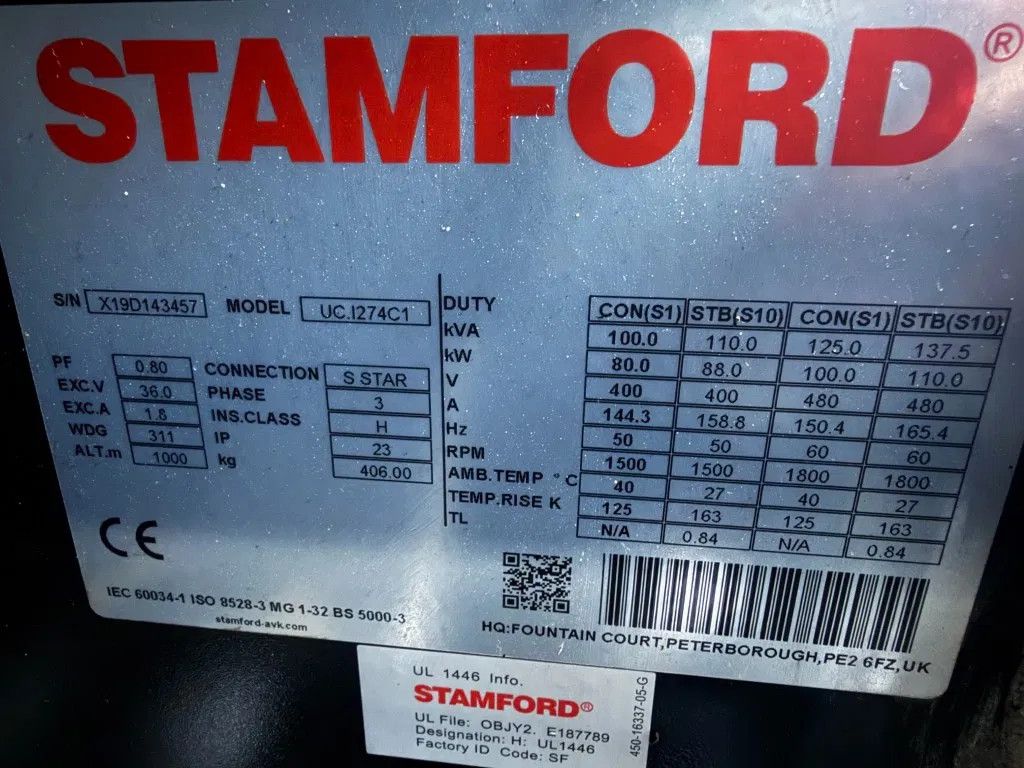 STAMFORD®
S/N X19D143457 MODEL UC.I274C1
PF 0.80 CONNECTION S STAR
EXC.V 36.0 PHASE 3
EXC.A 1.8 INS.CLASS H
WDG 311 IP 23
ALT.m 1000 kg 406.00
DUTY CON(S1) STB(S10) CON(S1) STB(S10)
kVA 100.0 110.0 125.0 137.5
kW 80.0 88.0 100.0 110.0
V 400 400 480 480
A 144.3 158.8 150.4 165.4
Hz 50 50 60 60
RPM 1500 1500 1800 1800
AMB.TEMP °C 40 27 40 27
TEMP.RISE K 125 163 125 163
TL N/A 0.84 N/A 0.84
CE
IEC 60034-1 ISO 8528-3 MG 1-32 BS 5000-3
stamford-avk.com
HQ:FOUNTAIN COURT,PETERBOROUGH,PE2 6FZ,UK
UL 1446 Info.
STAMFORD®
UL File: OBJY2. E187789
Designation: H: UL1446
Factory ID Code: SF
450-16337-05-G